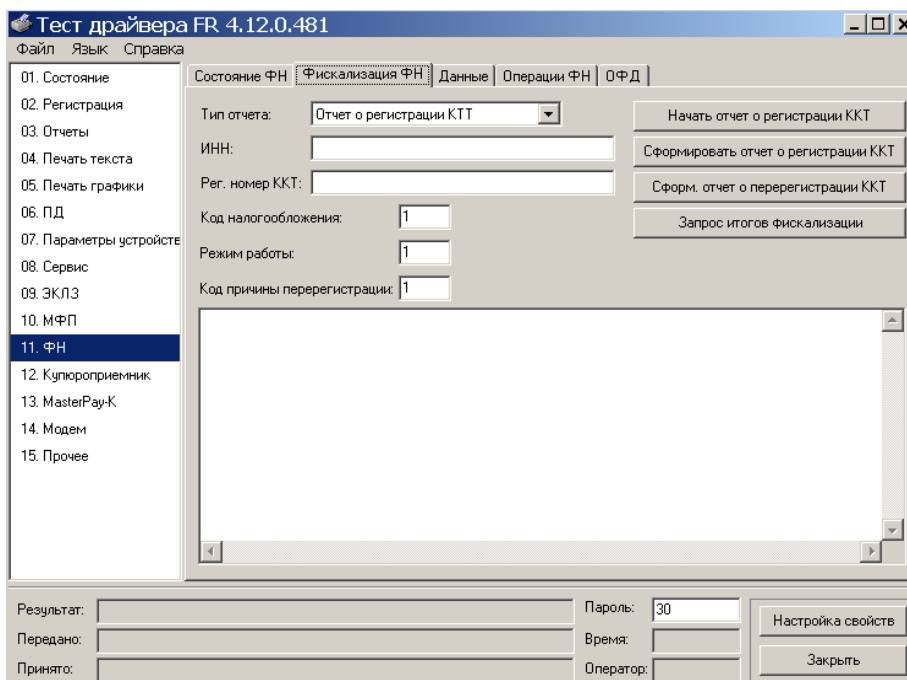 Тест драйвера FR 4.12.0.481
Файл Язык Справка
01. Состояние
02. Регистрация
03. Отчеты
04. Печать текста
05. Печать графики
06. ПД
07. Параметры устройств
08. Сервис
09. ЭКЛЗ
10. МФП
11. ФН
12. Купюроприемник
13. MasterPay-K
14. Модем
15. Прочее
Состояние ФН Фискализация ФН Данные Операции ФН ОФД
Тип отчета: Отчет о регистрации КТТ
ИНН:
Рег. номер ККТ:
Код налогообложения: 1
Режим работы: 1
Код причины перерегистрации: 1
Начать отчет о регистрации ККТ
Сформировать отчет о регистрации ККТ
Сформ. отчет о перерегистрации ККТ
Запрос итогов фискализации
Результат:
Передано:
Принято:
Пароль: 30
Время:
Оператор:
Настройка свойств
Закрыть